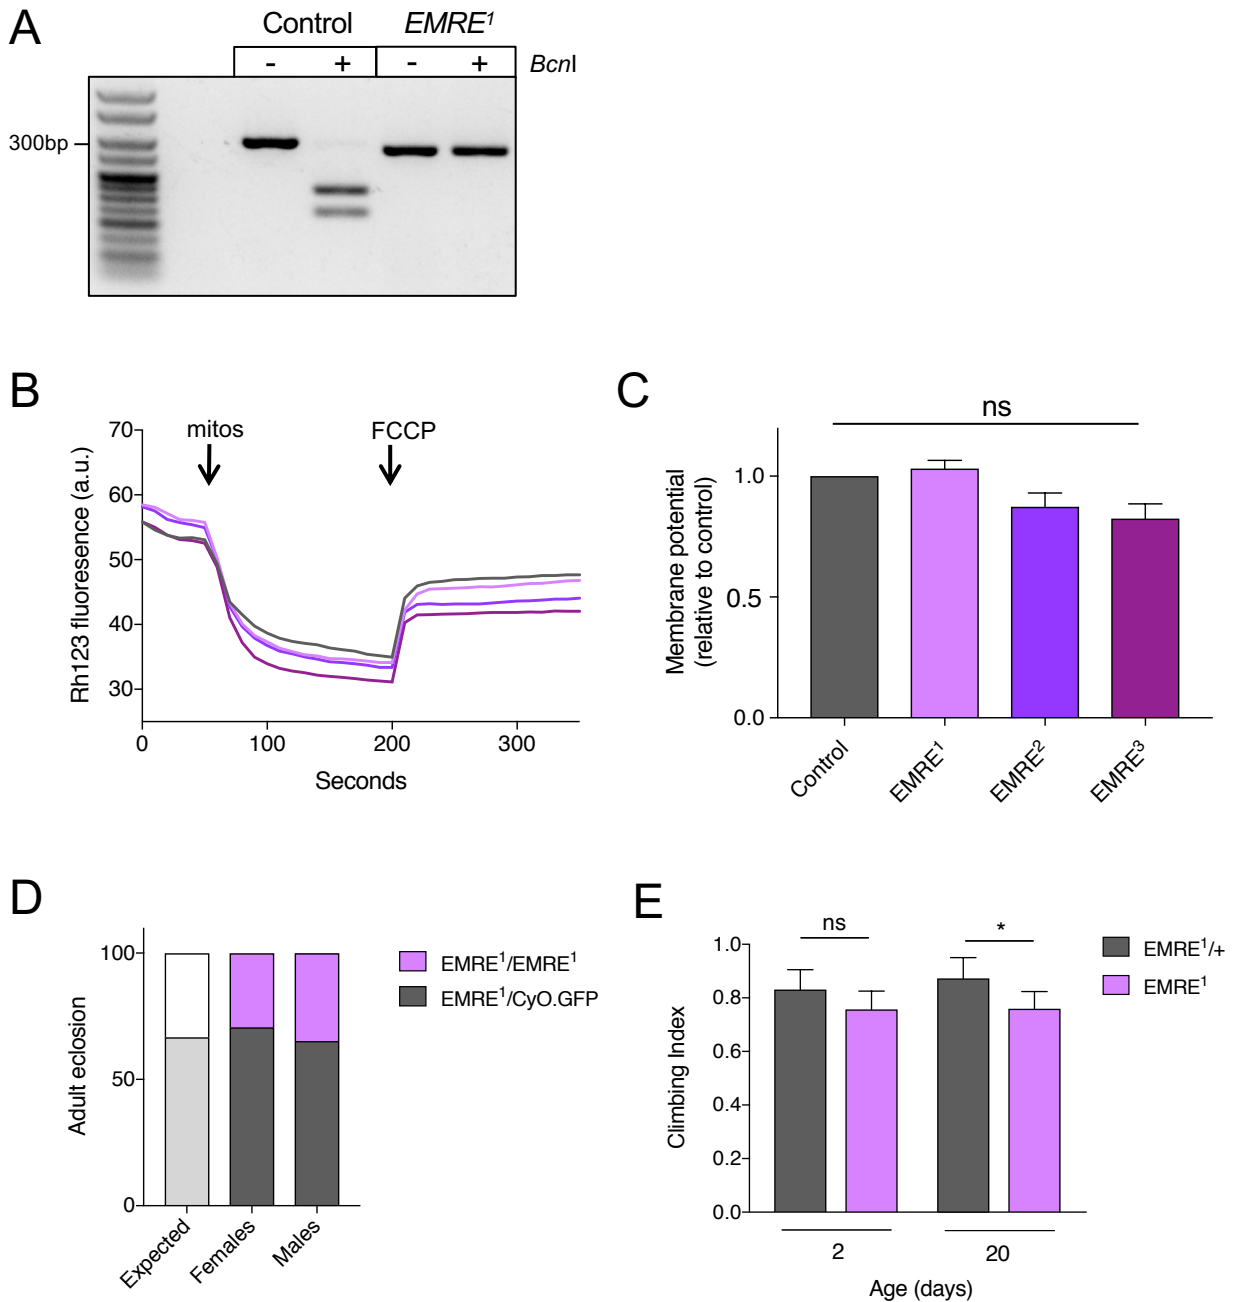 A
Control EMRE¹
- + - + BcnI
300bp
B
mitos FCCP
Rh123 fluoresence (a.u.)
70
60
50
40
30
0 100 200 300
Seconds
C
ns
Membrane potential
(relative to control)
1.0
0.5
0.0
Control EMRE¹ EMRE² EMRE³
D
Adult eclosion
100
50
0
Expected Females Males
EMRE¹/EMRE¹
EMRE¹/CyO.GFP
E
ns *
Climbing Index
1.0
0.8
0.6
0.4
0.2
0.0
2 20
Age (days)
EMRE¹/+
EMRE¹